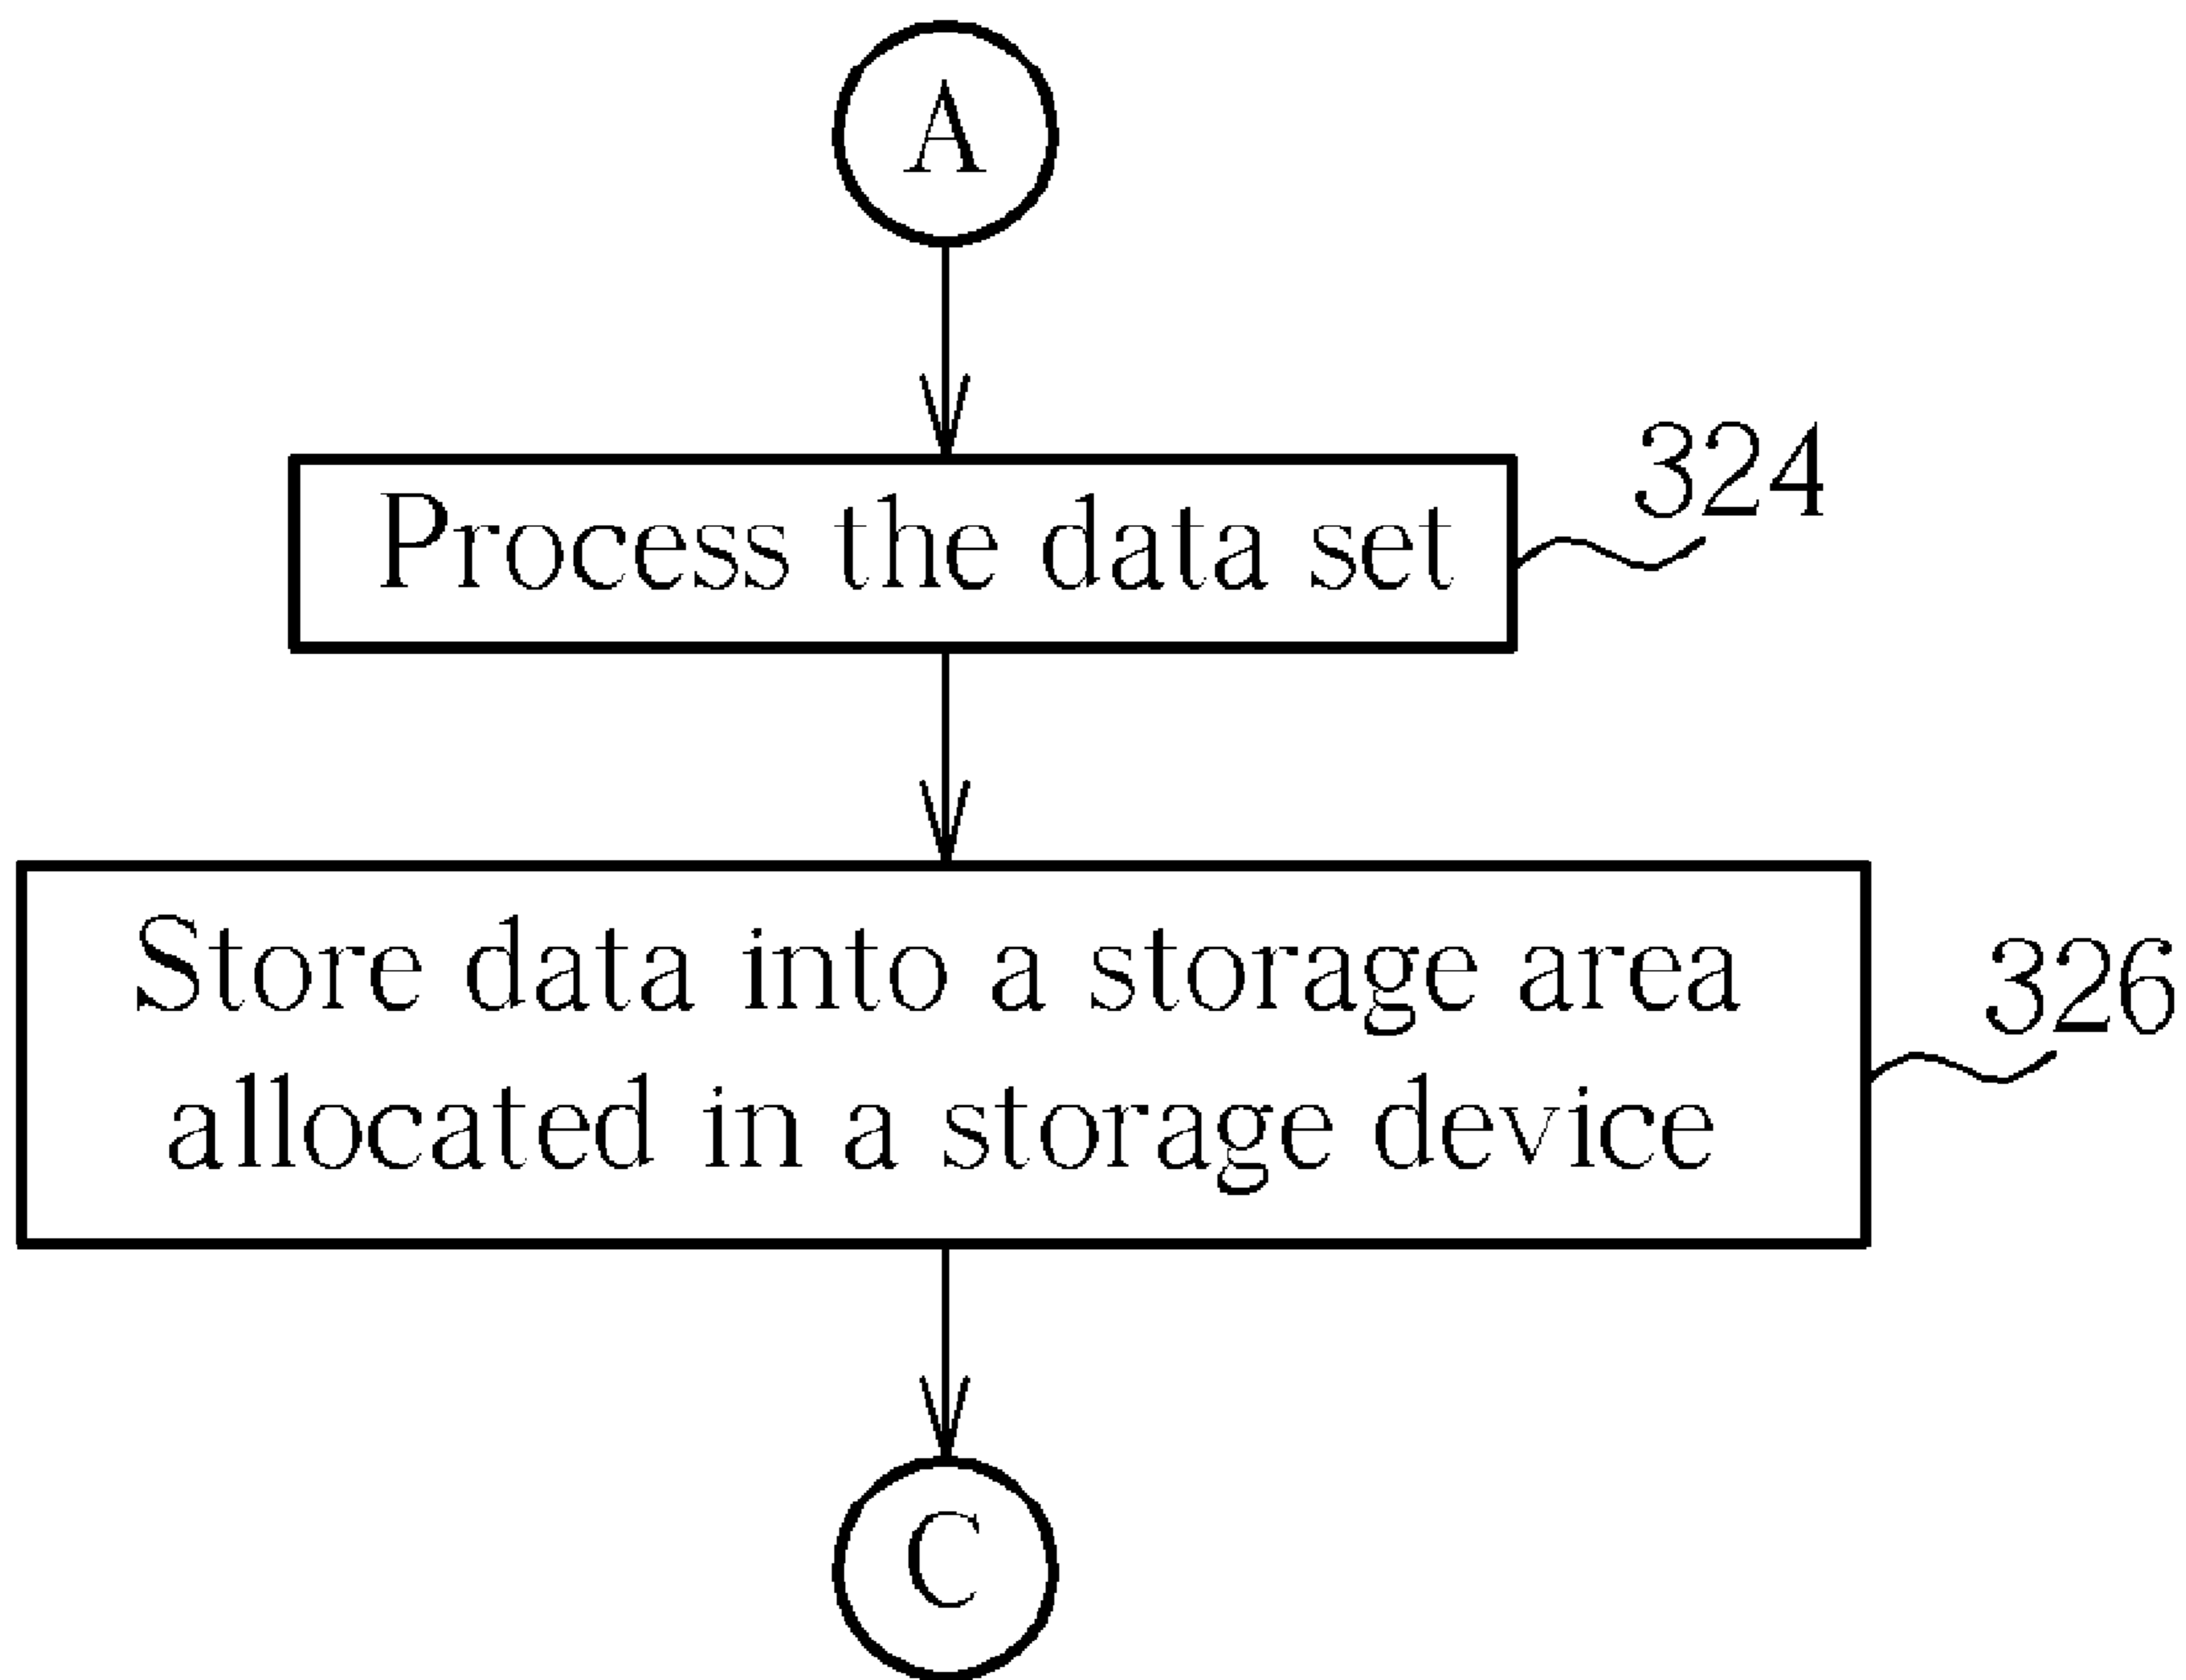 A
Process the data set
324
Store data into a storage area
allocated in a storage device
326
C